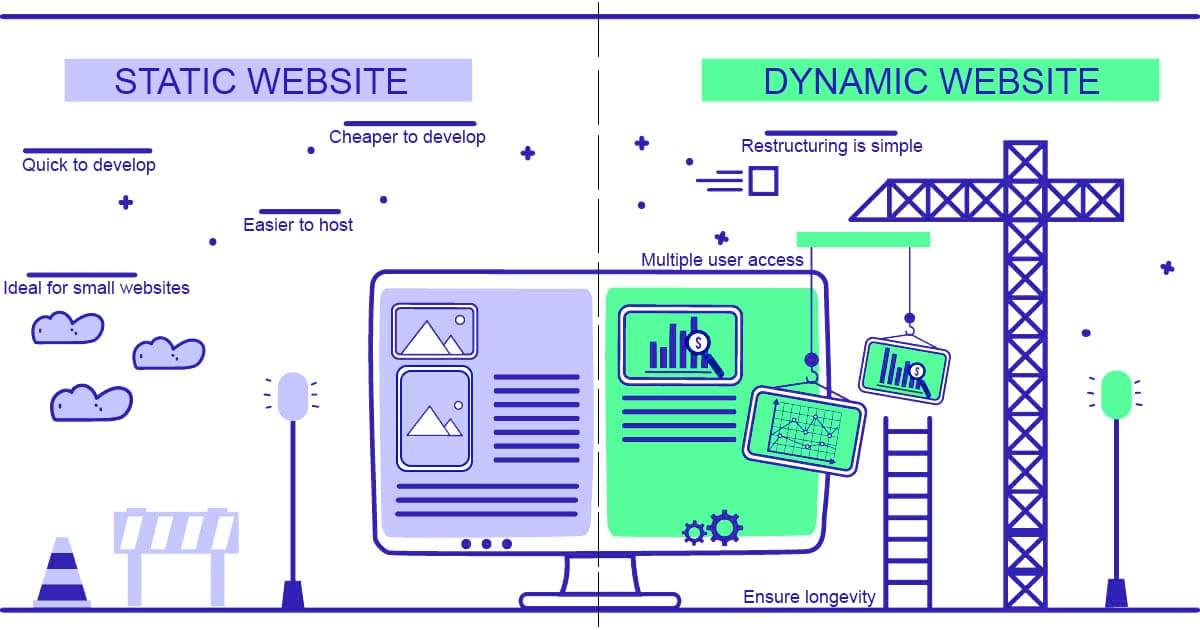 STATIC WEBSITE
Cheaper to develop
Quick to develop
Easier to host
Ideal for small websites
DYNAMIC WEBSITE
Restructuring is simple
Multiple user access
$
$
Ensure longevity